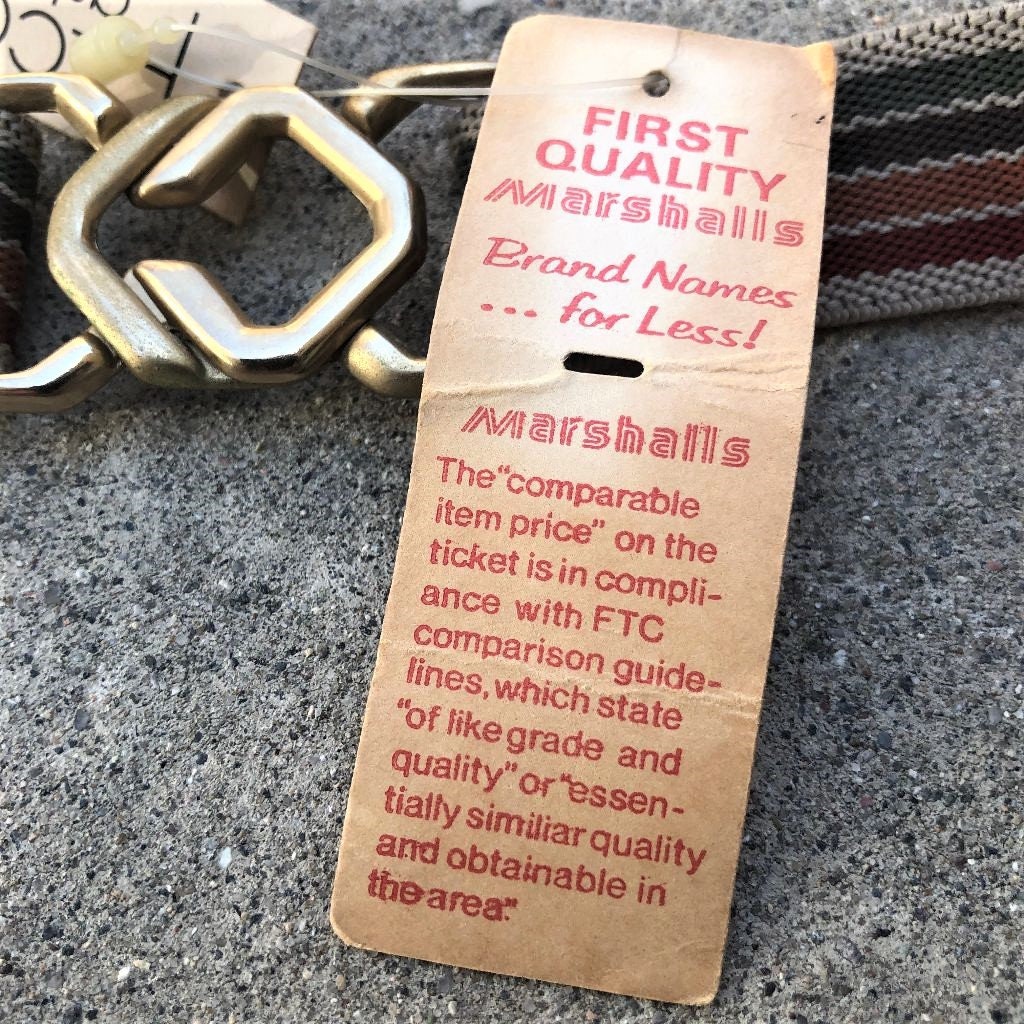 FIRST
QUALITY
Marshalls
Brand Names
... for Less!
Marshalls
The "comparable
item price" on the
ticket is in compli-
ance with FTC
comparison guide-
lines, which state
"of like grade and
quality" or "essen-
tially similiar quality
and obtainable in
the area."